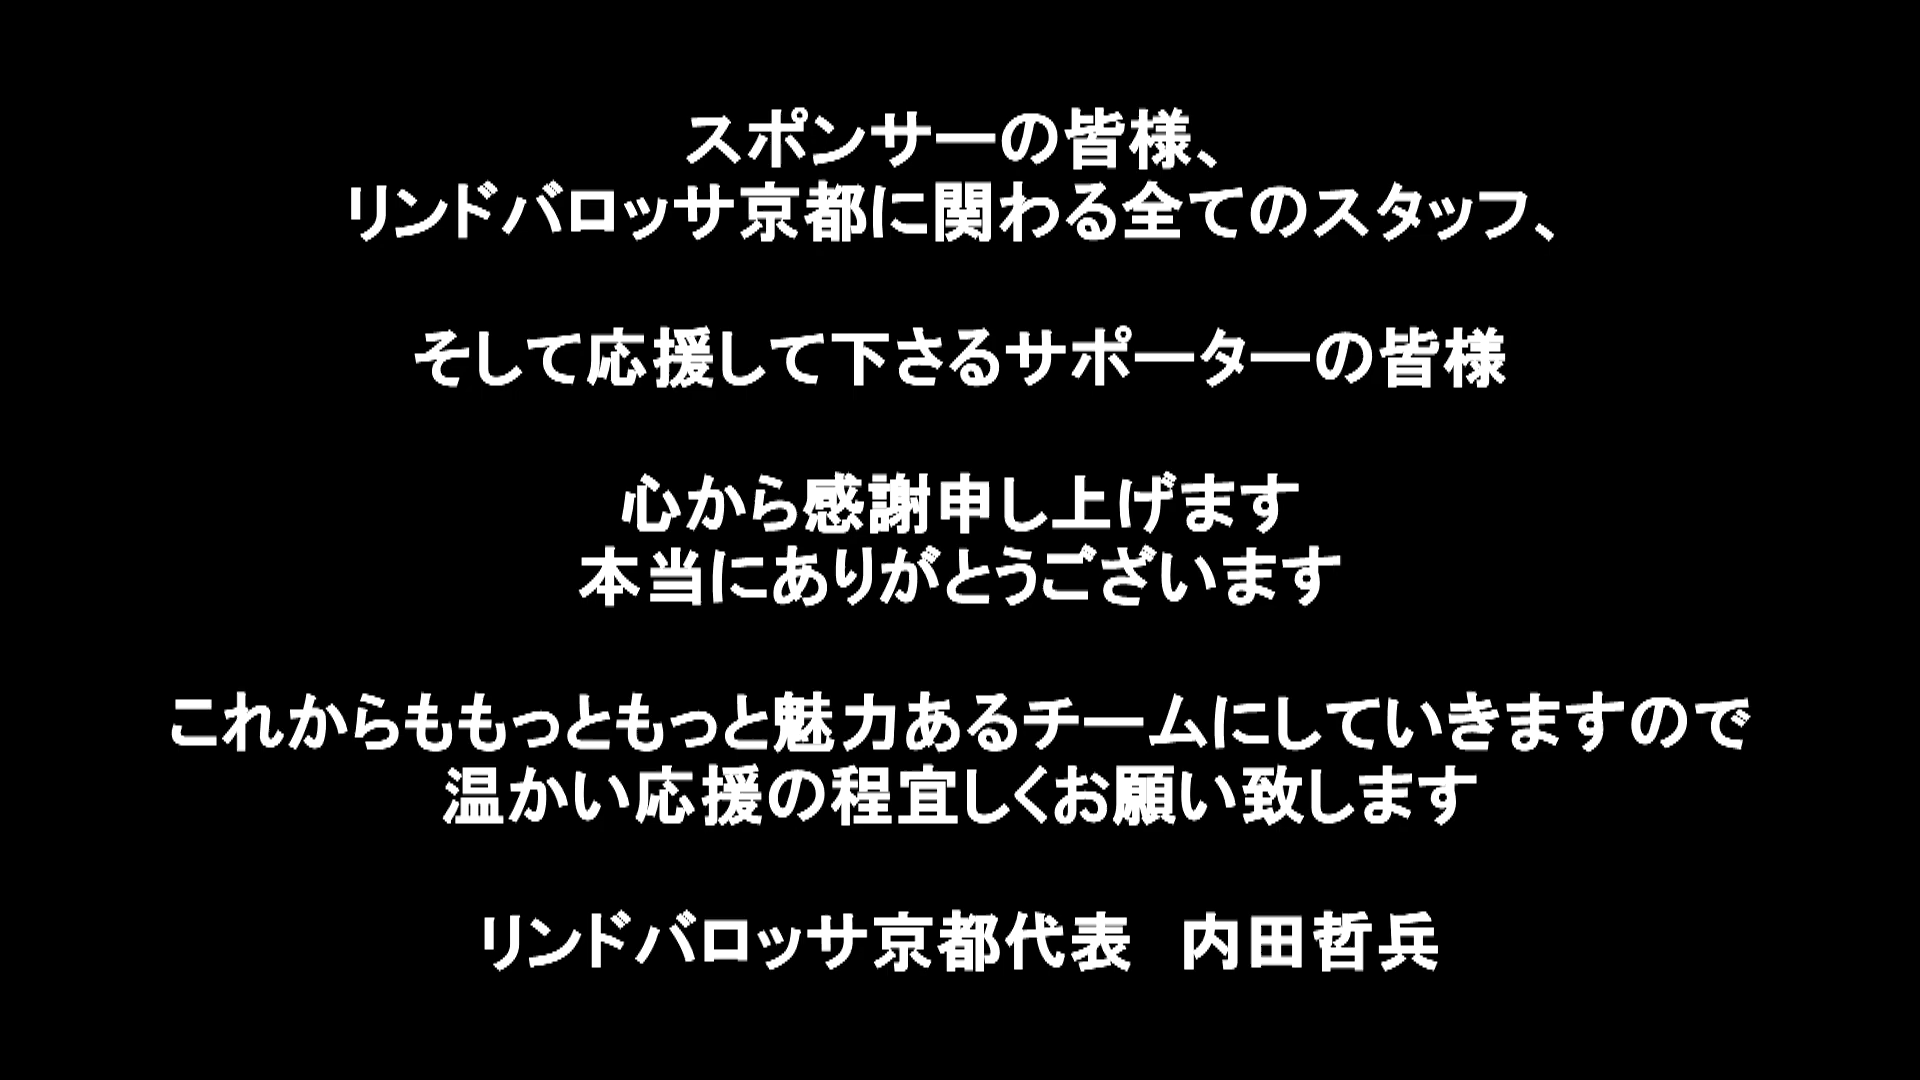 スポンサーの皆様、
リンドバロッサ京都に関わる全てのスタッフ、
そして応援して下さるサポーターの皆様
心から感謝申し上げます
本当にありがとうございます
これからももっともっと魅力あるチームにしていきますので
温かい応援の程宜しくお願い致します
リンドバロッサ京都代表　内田哲兵